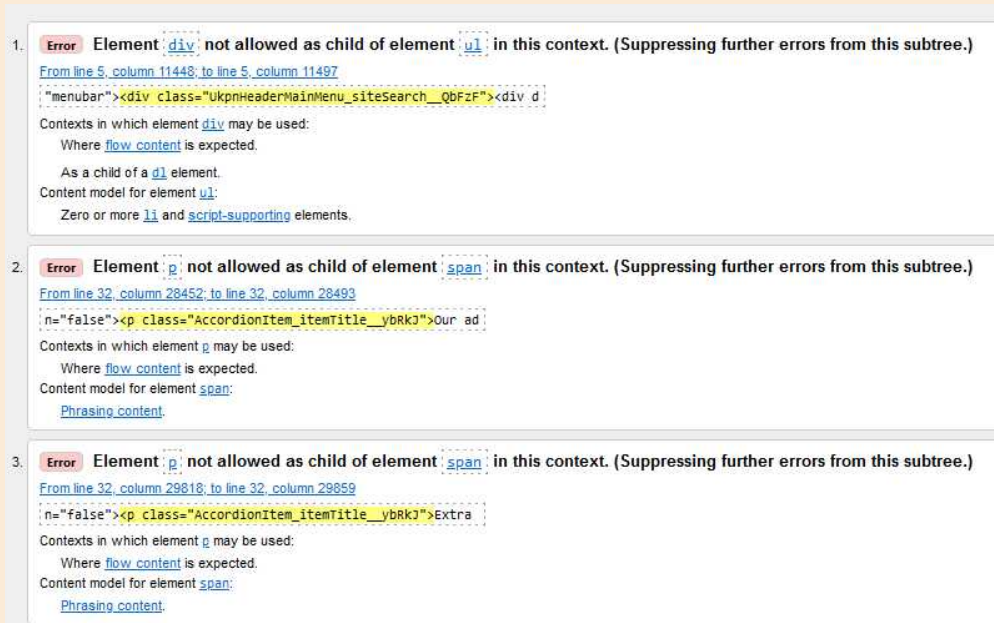 1. Error Element div not allowed as child of element ul in this context. (Suppressing further errors from this subtree.)
From line 5, column 11448; to line 5, column 11497
"menubar"><div class="UkpnHeaderMainMenu_siteSearch__QbFzF"><div d
Contexts in which element div may be used:
Where flow content is expected.
As a child of a dl element.
Content model for element ul:
Zero or more li and script-supporting elements.
2. Error Element p not allowed as child of element span in this context. (Suppressing further errors from this subtree.)
From line 32, column 28452; to line 32, column 28493
n="false"><p class="AccordionItem_itemTitle__ybRkJ">Our ad
Contexts in which element p may be used:
Where flow content is expected.
Content model for element span:
Phrasing content.
3. Error Element p not allowed as child of element span in this context. (Suppressing further errors from this subtree.)
From line 32, column 29818; to line 32, column 29859
n="false"><p class="AccordionItem_itemTitle__ybRkJ">Extra
Contexts in which element p may be used:
Where flow content is expected.
Content model for element span:
Phrasing content.